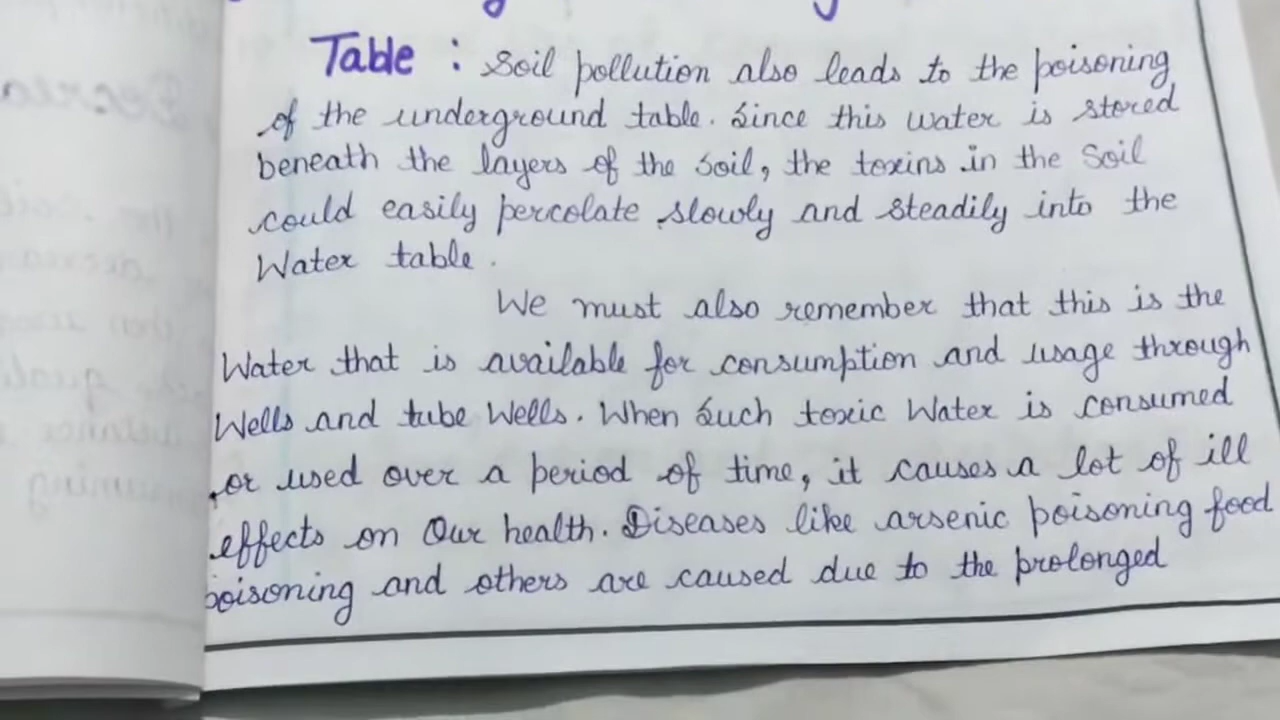 Table : Soil pollution also leads to the poisoning
of the underground table. Since this water is stored
beneath the layers of the soil, the toxins in the Soil
could easily percolate slowly and steadily into the
Water table.
We must also remember that this is the
Water that is available for consumption and usage through
Wells and tube Wells. When Such toxic Water is consumed
or used over a period of time, it causes a lot of ill
effects on Our health. Diseases like arsenic poisoning food
poisoning and others are caused due to the prolonged